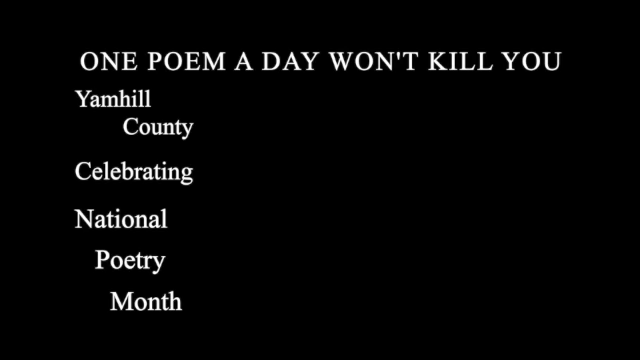 ONE POEM A DAY WON'T KILL YOU
Yamhill
County
Celebrating
National
Poetry
Month